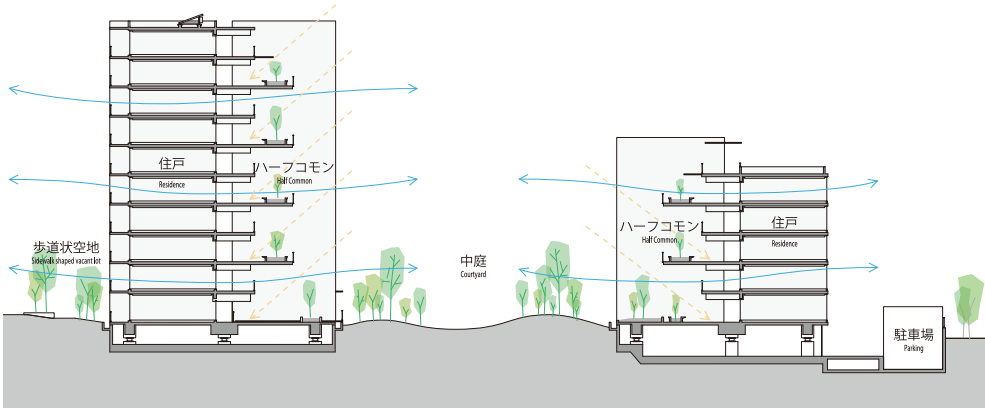 住戸
Residence
ハーフコモン
Half Common
歩道状空地
Sidewalk shaped vacant lot
中庭
Courtyard
ハーフコモン
Half Common
住戸
Residence
駐車場
Parking